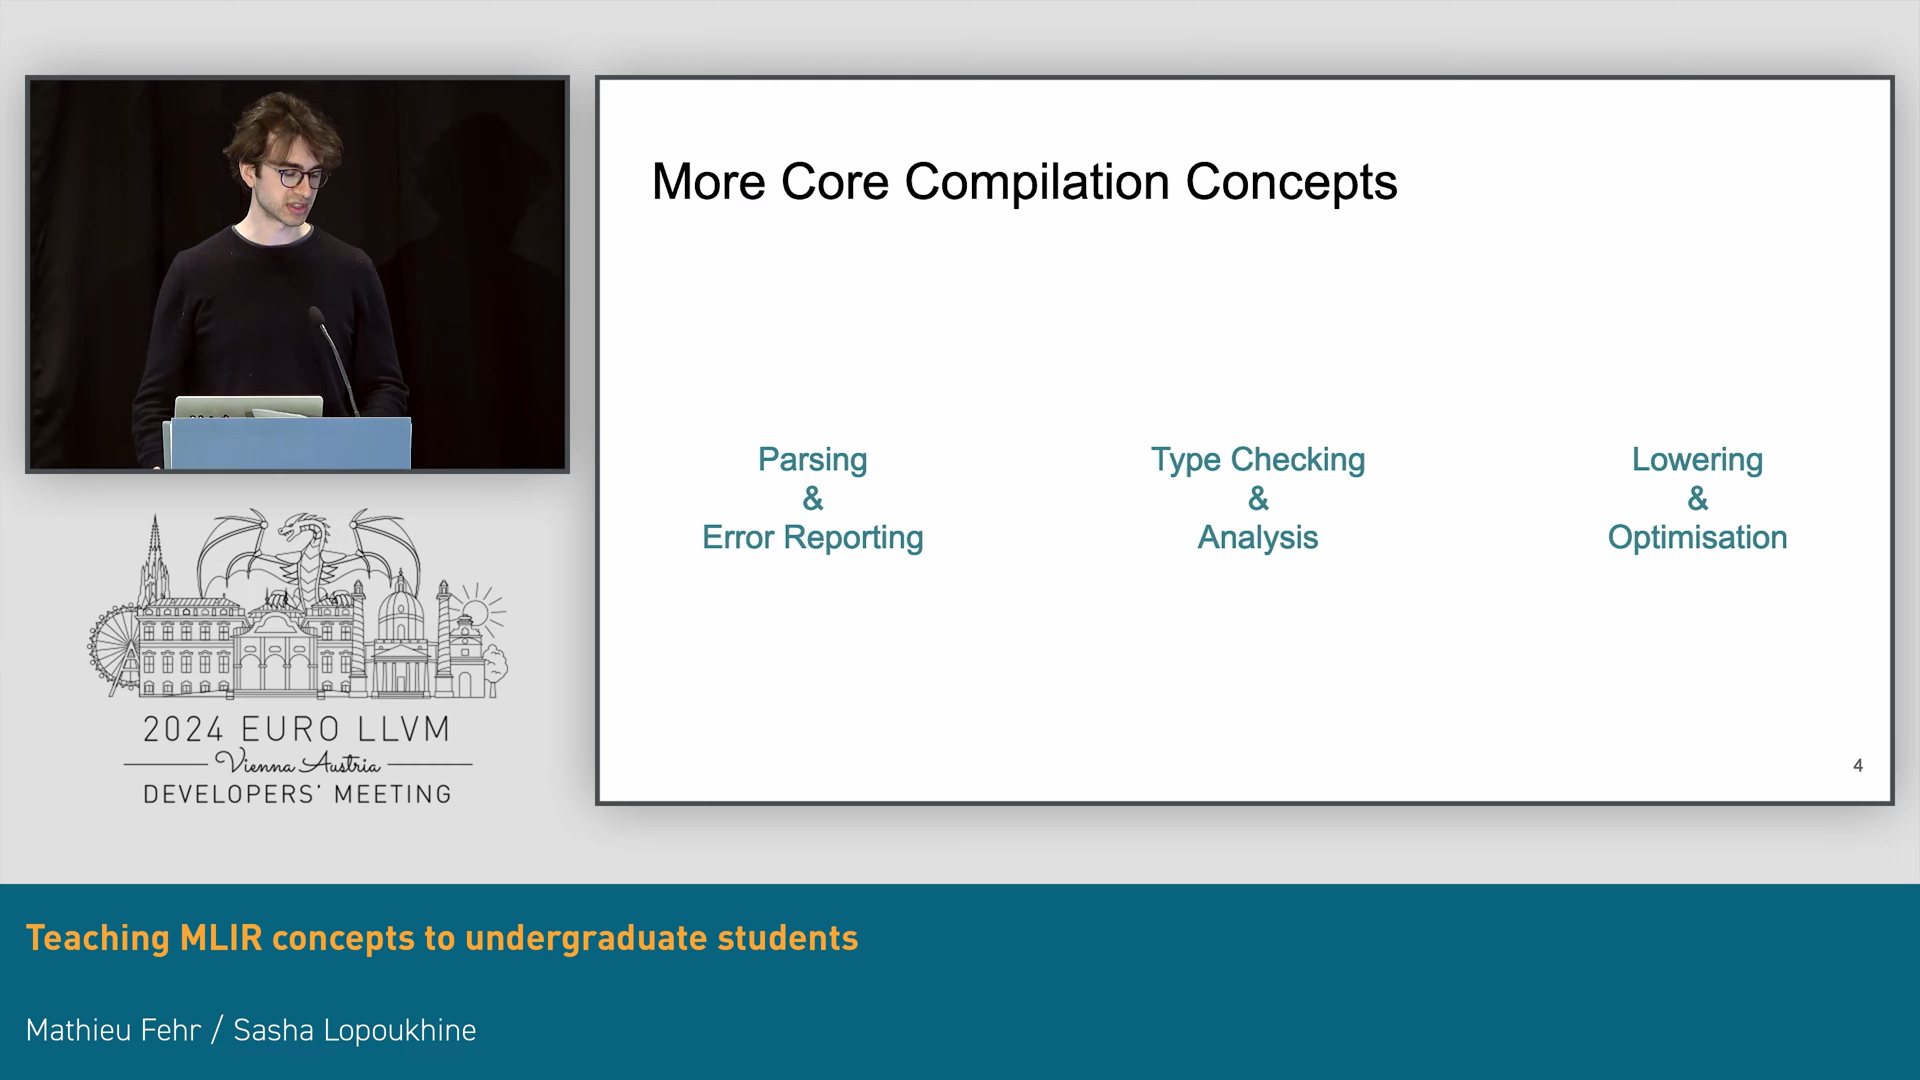 More Core Compilation Concepts
Parsing
&
Error Reporting
Type Checking
&
Analysis
Lowering
&
Optimisation
4
2024 EURO LLVM
Vienna Austria
DEVELOPERS' MEETING
Teaching MLIR concepts to undergraduate students
Mathieu Fehr / Sasha Lopoukhine